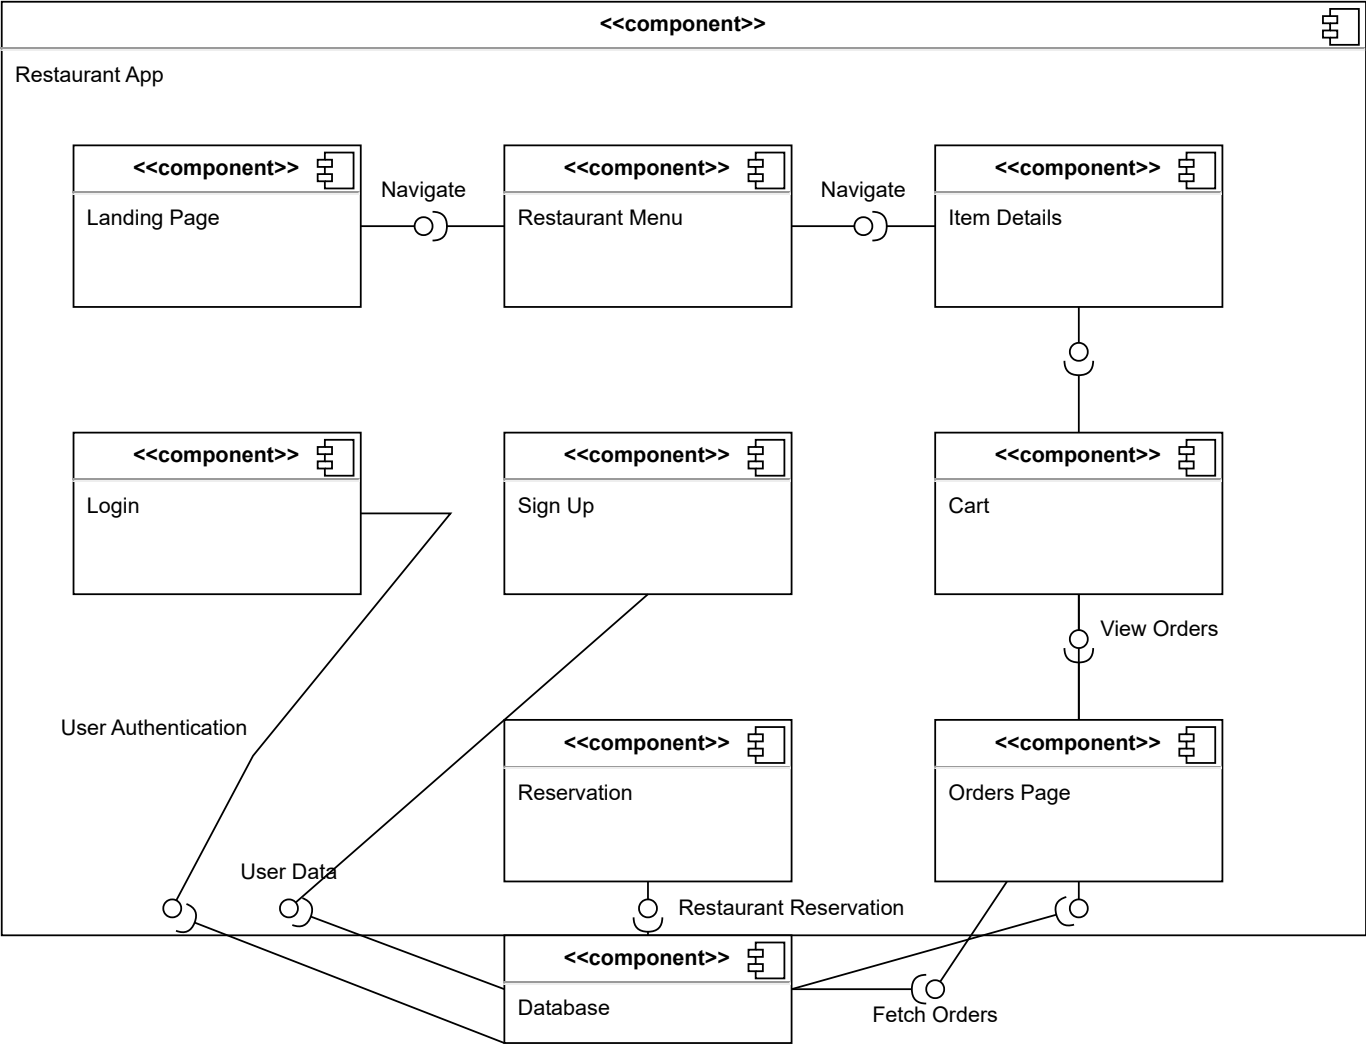 <<component>>
Restaurant App
<<component>>
Landing Page
Navigate
<<component>>
Restaurant Menu
Navigate
<<component>>
Item Details
<<component>>
Login
<<component>>
Sign Up
<<component>>
Cart
View Orders
User Authentication
<<component>>
Reservation
<<component>>
Orders Page
User Data
Restaurant Reservation
<<component>>
Database
Fetch Orders